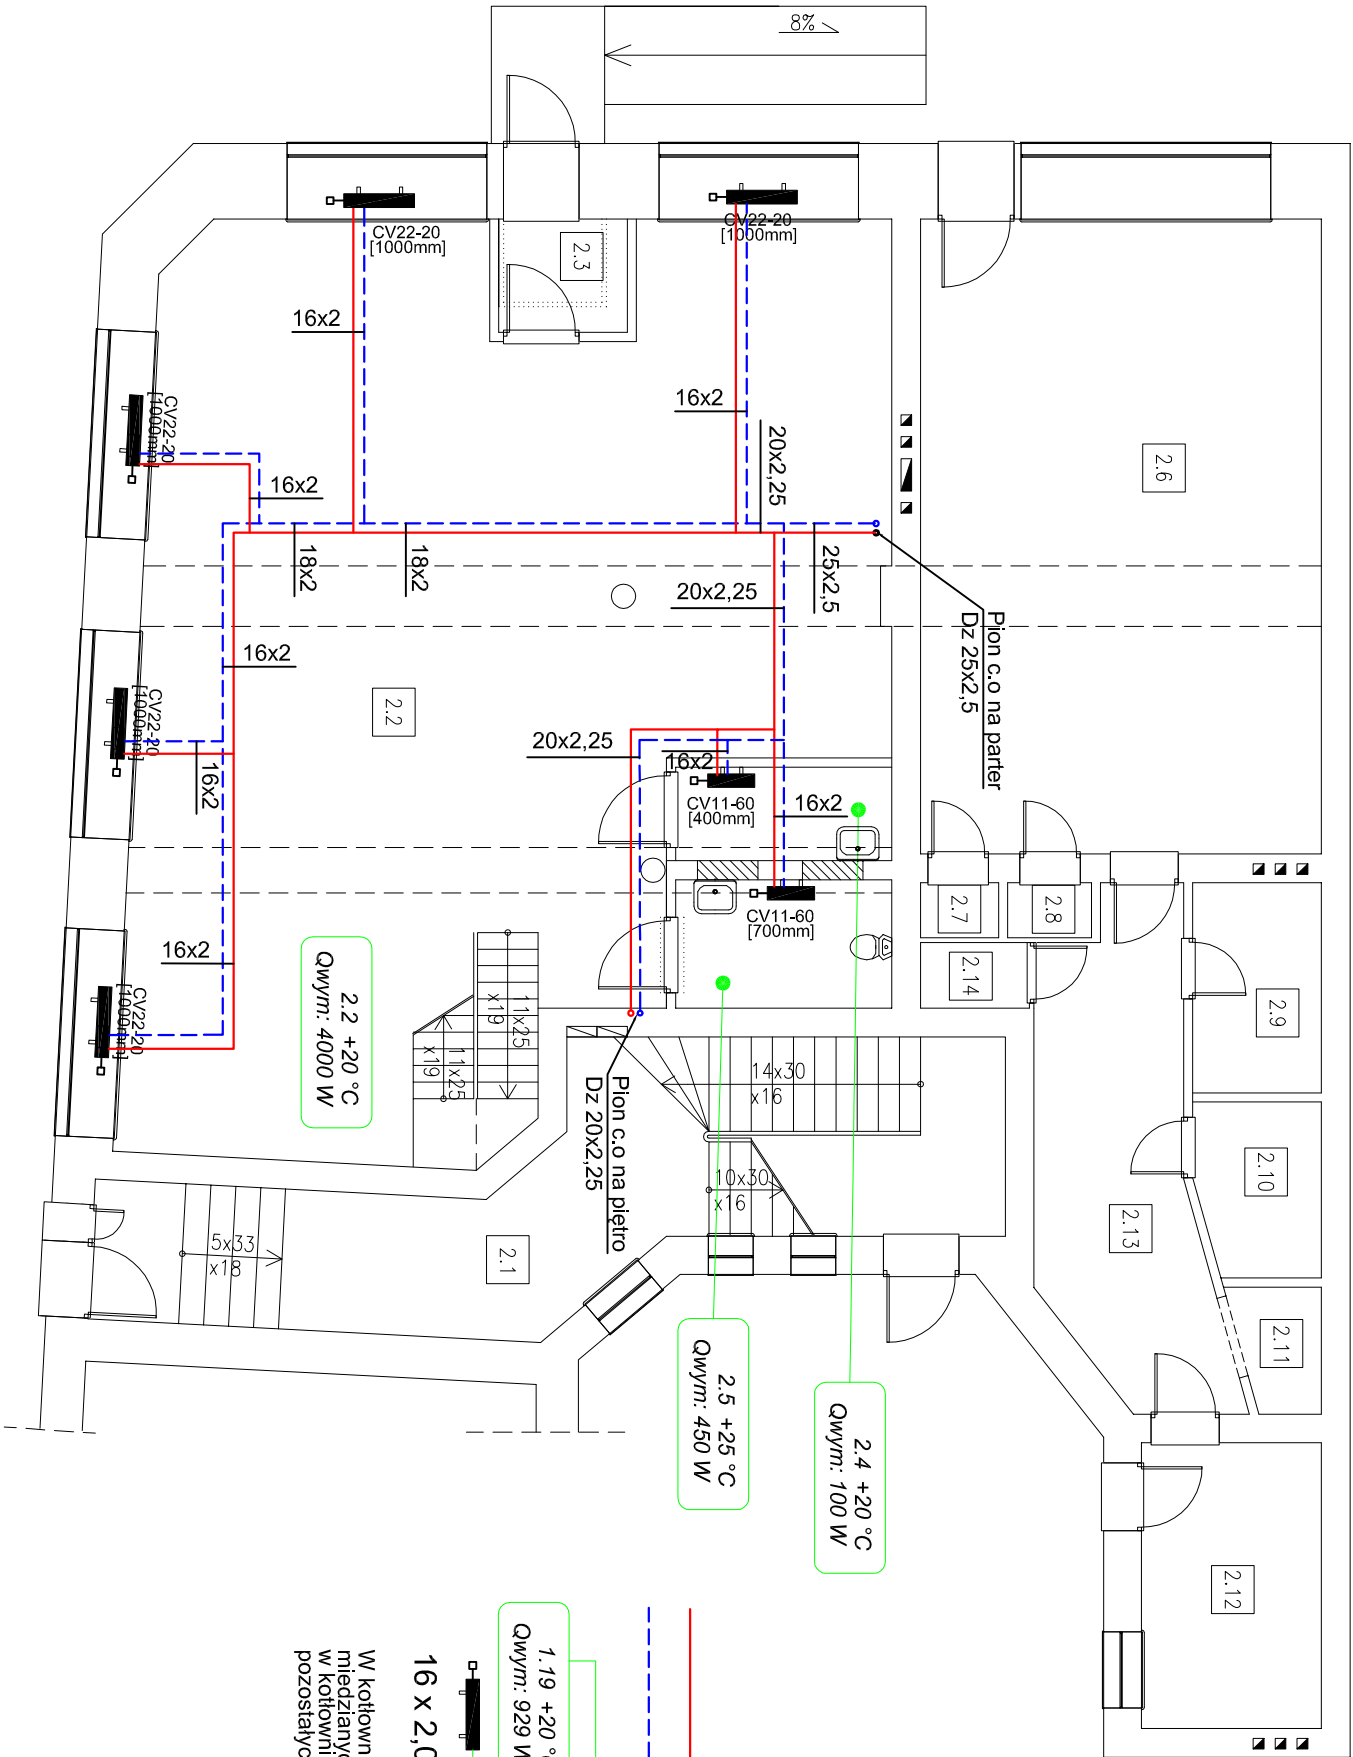 8%
CV22-20
[1000mm]
CV22-20
[1000mm]
2.3
16x2
16x2
20x2,25
2.6
CV22-20
[1000mm]
16x2
18x2
18x2
25x2,5
20x2,25
Pion c.o na parter
Dz 25x2,5
16x2
2.2
CV22-20
[1000mm]
16x2
20x2,25
16x2
CV11-60
[400mm]
16x2
CV11-60
[700mm]
2.7
2.8
2.14
2.9
16x2
CV22-20
[1000mm]
2.2 +20 °C
Qwym: 4000 W
11x25
x19
11x25
x19
14x30
x16
Pion c.o na piętro
Dz 20x2,25
10x30
x16
2.10
2.13
5x33
x18
2.1
2.11
2.5 +25 °C
Qwym: 450 W
2.4 +20 °C
Qwym: 100 W
2.12
1.19 +20 °
Qwym: 929 W
16 x 2,0
W kotłown
miedzianyc
w kotłowni
pozostałyc